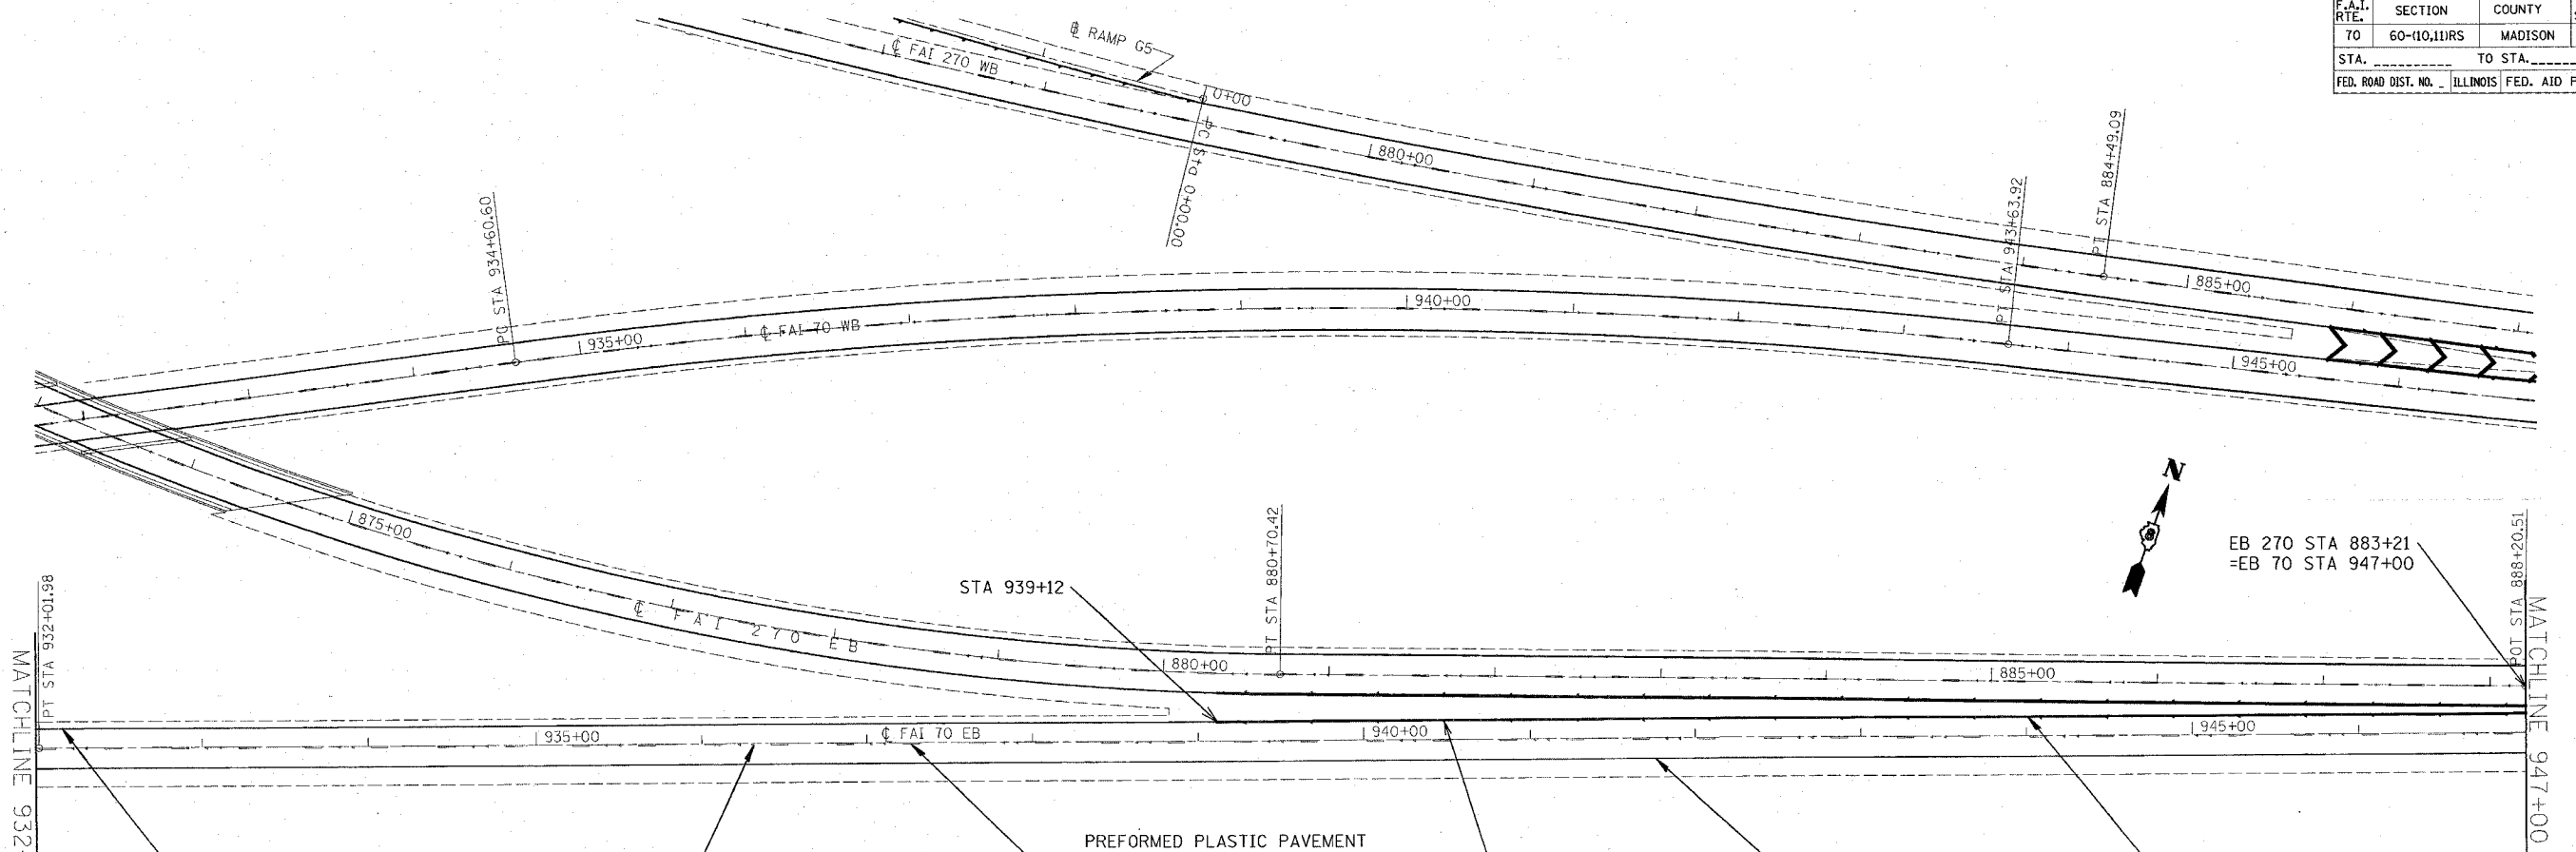 F.A.I. RTE. SECTION COUNTY
70 60-(10,11)RS MADISON
STA. __________ TO STA.______
FED. ROAD DIST. NO. _ ILLINOIS FED. AID
℄ RAMP G5
℄ FAI 270 WB
0+00
PC STA 0+00.00
880+00
PT STA 884+49.09
PT STA 943+63.92
885+00
PC STA 934+60.60
935+00
℄ FAI 70 WB
940+00
945+00
N
875+00
℄ FAI 270 EB
STA 939+12
PT STA 880+70.42
880+00
885+00
EB 270 STA 883+21
=EB 70 STA 947+00
POT STA 888+20.51
MATCHLINE 947+00
PT STA 932+01.98
MATCHLINE 932
935+00
℄ FAI 70 EB
940+00
945+00
PREFORMED PLASTIC PAVEMENT